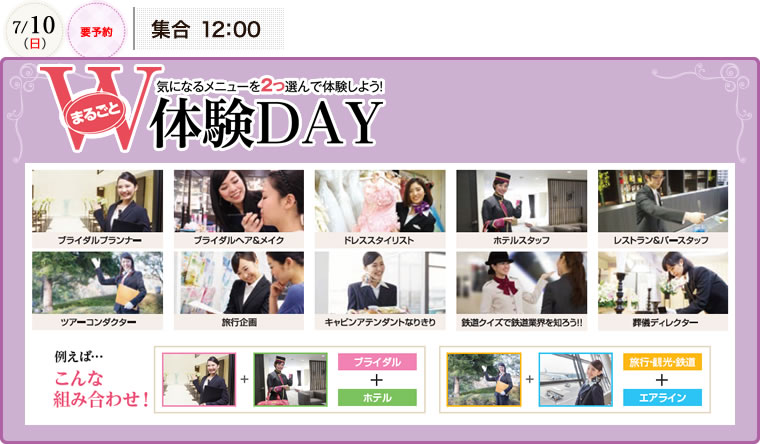 7/10
(日)
要予約
集合 12:00
気になるメニューを2つ選んで体験しよう!
W
まるごと
体験DAY
ブライダルプランナー
ブライダルヘア&メイク
ドレススタイリスト
ホテルスタッフ
レストラン&バースタッフ
ツアーコンダクター
旅行企画
キャビンアテンダントなりきり
鉄道クイズで鉄道業界を知ろう!!
葬儀ディレクター
例えば…
こんな
組み合わせ!
+
ブライダル
+
ホテル
+
旅行・観光・鉄道
+
エアライン